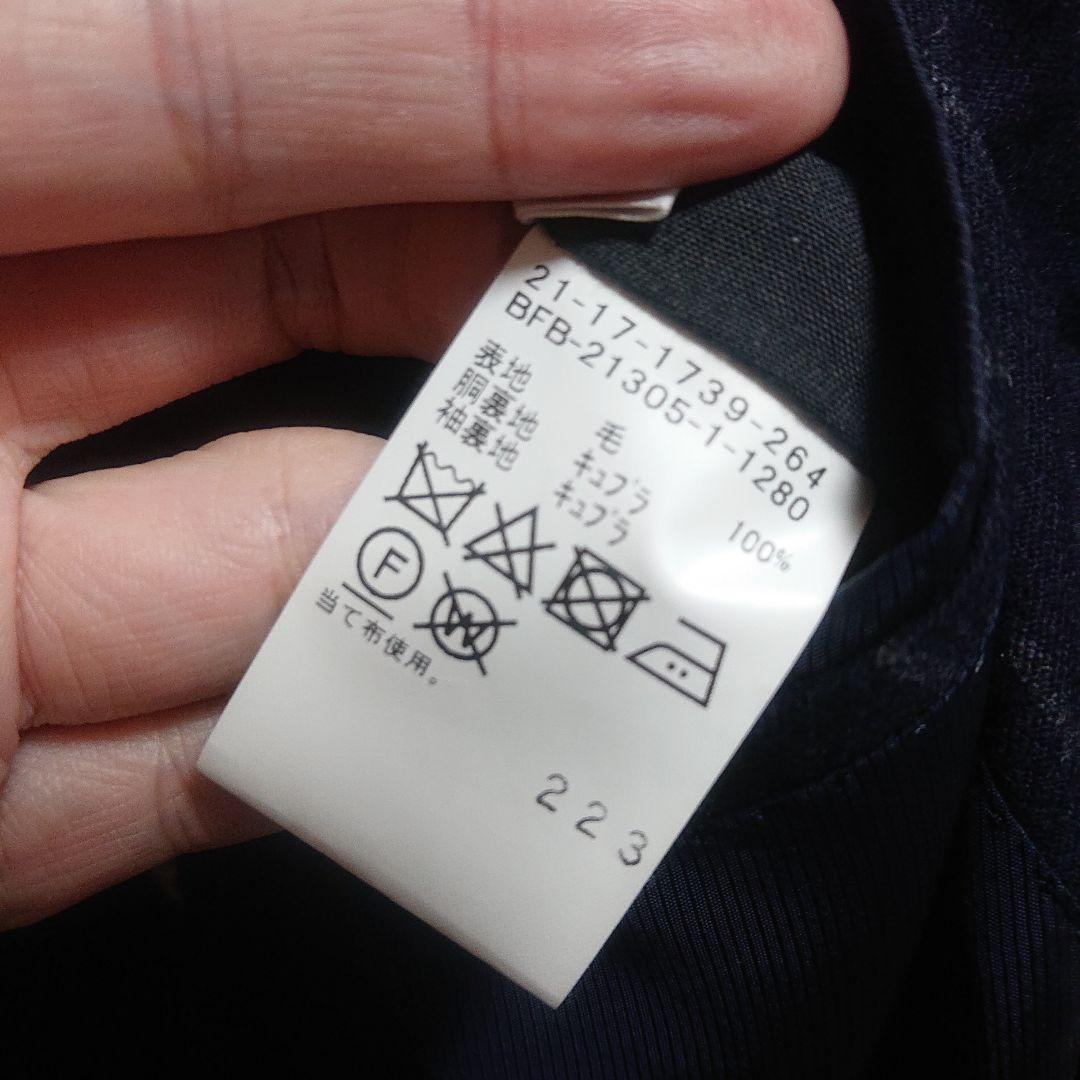 21-17-1739-264
BFB-21305-1-1280
表地 毛 100%
胴裏地 キュプラ
袖裏地 キュプラ
F W
当て布使用。
223